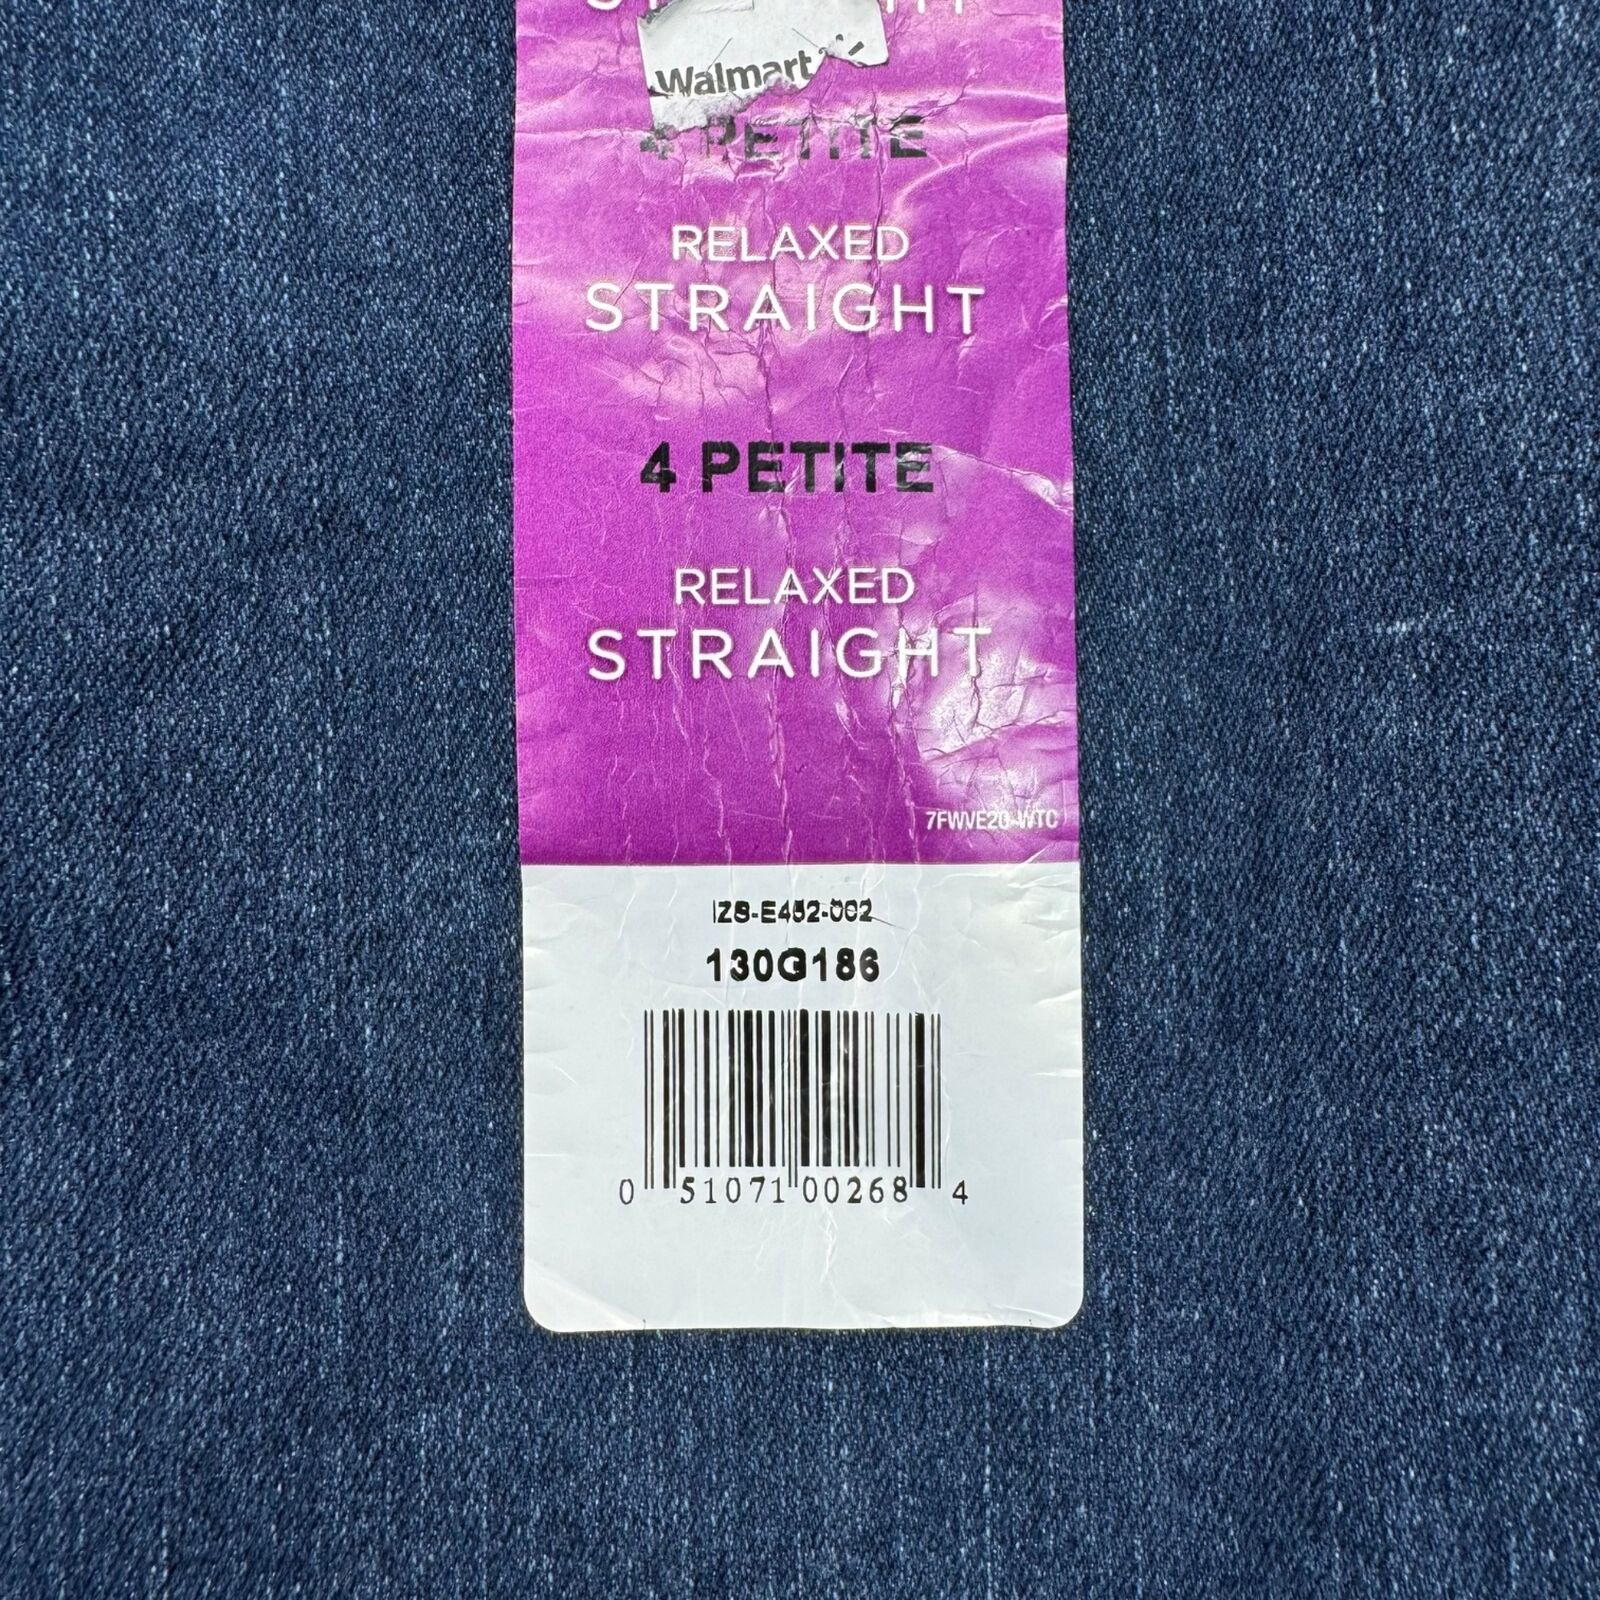 Walmart
4 PETITE
RELAXED
STRAIGHT
4 PETITE
RELAXED
STRAIGHT
7FWVE20-WTC
IZS-E452-002
130G186
0 51071 00268 4